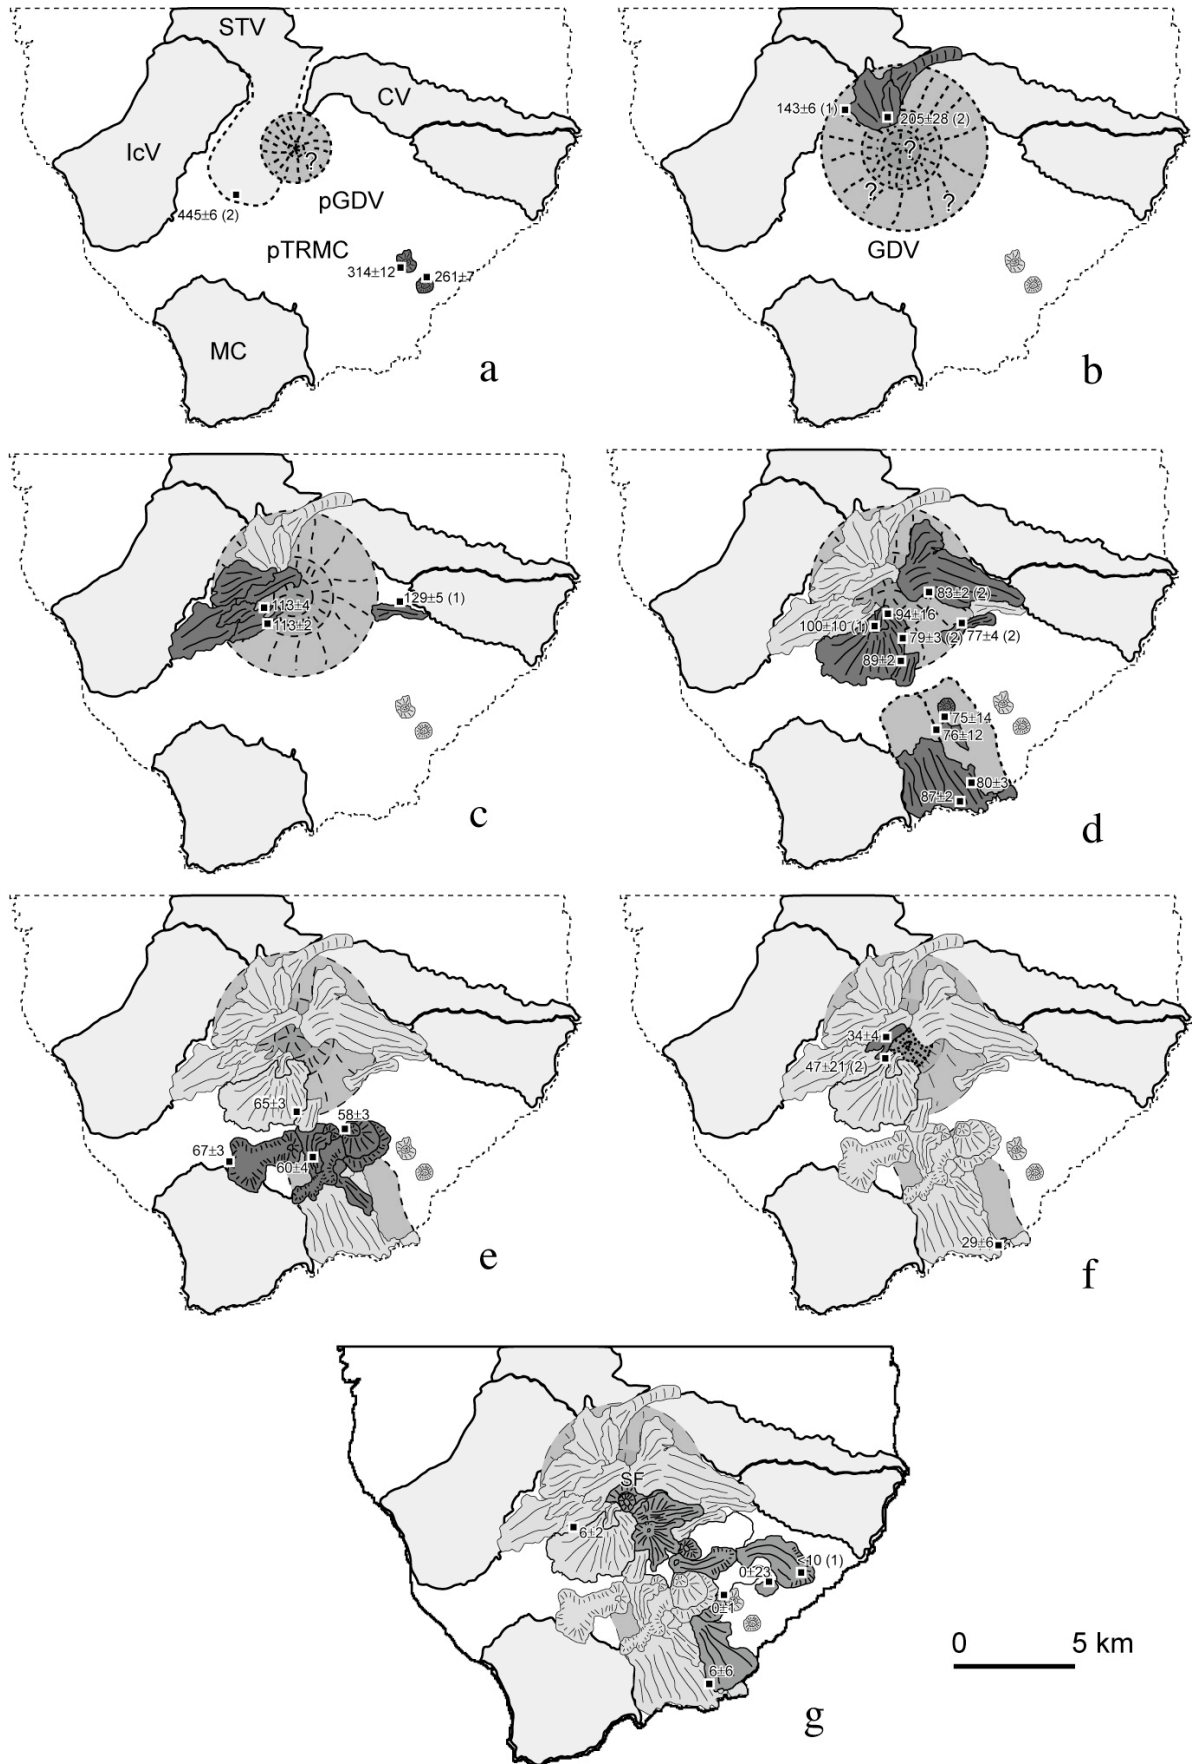 STV
CV
IcV
?
445±6 (2)
pGDV
pTRMC
314±12
261±7
MC
a
143±6 (1)
205±28 (2)
?
?
?
GDV
b
129±5 (1)
113±4
113±2
c
83±2 (2)
94±16
100±10 (1)
79±3 (2)
77±4 (2)
89±2
75±14
76±12
80±3
87±2
d
65±3
58±3
67±3
60±4
e
34±4
47±21 (2)
29±6
f
SF
6±2
<10 (1)
0±23
0±1
6±6
g
0 5 km